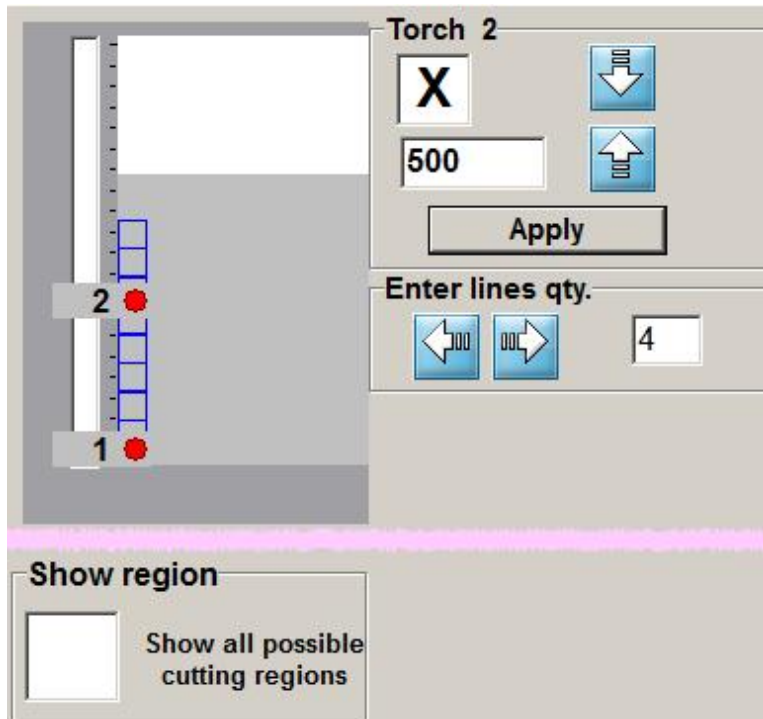 Torch 2
X
500
Apply
Enter lines qty.
4
2
1
Show region
Show all possible
cutting regions